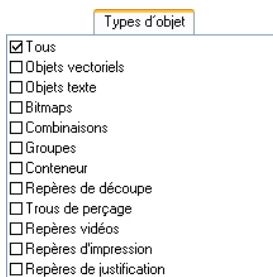 Types d'objet
Tous
Objets vectoriels
Objets texte
Bitmaps
Combinaisons
Groupes
Conteneur
Repères de découpe
Trous de perçage
Repères vidéos
Repères d'impression
Repères de justification